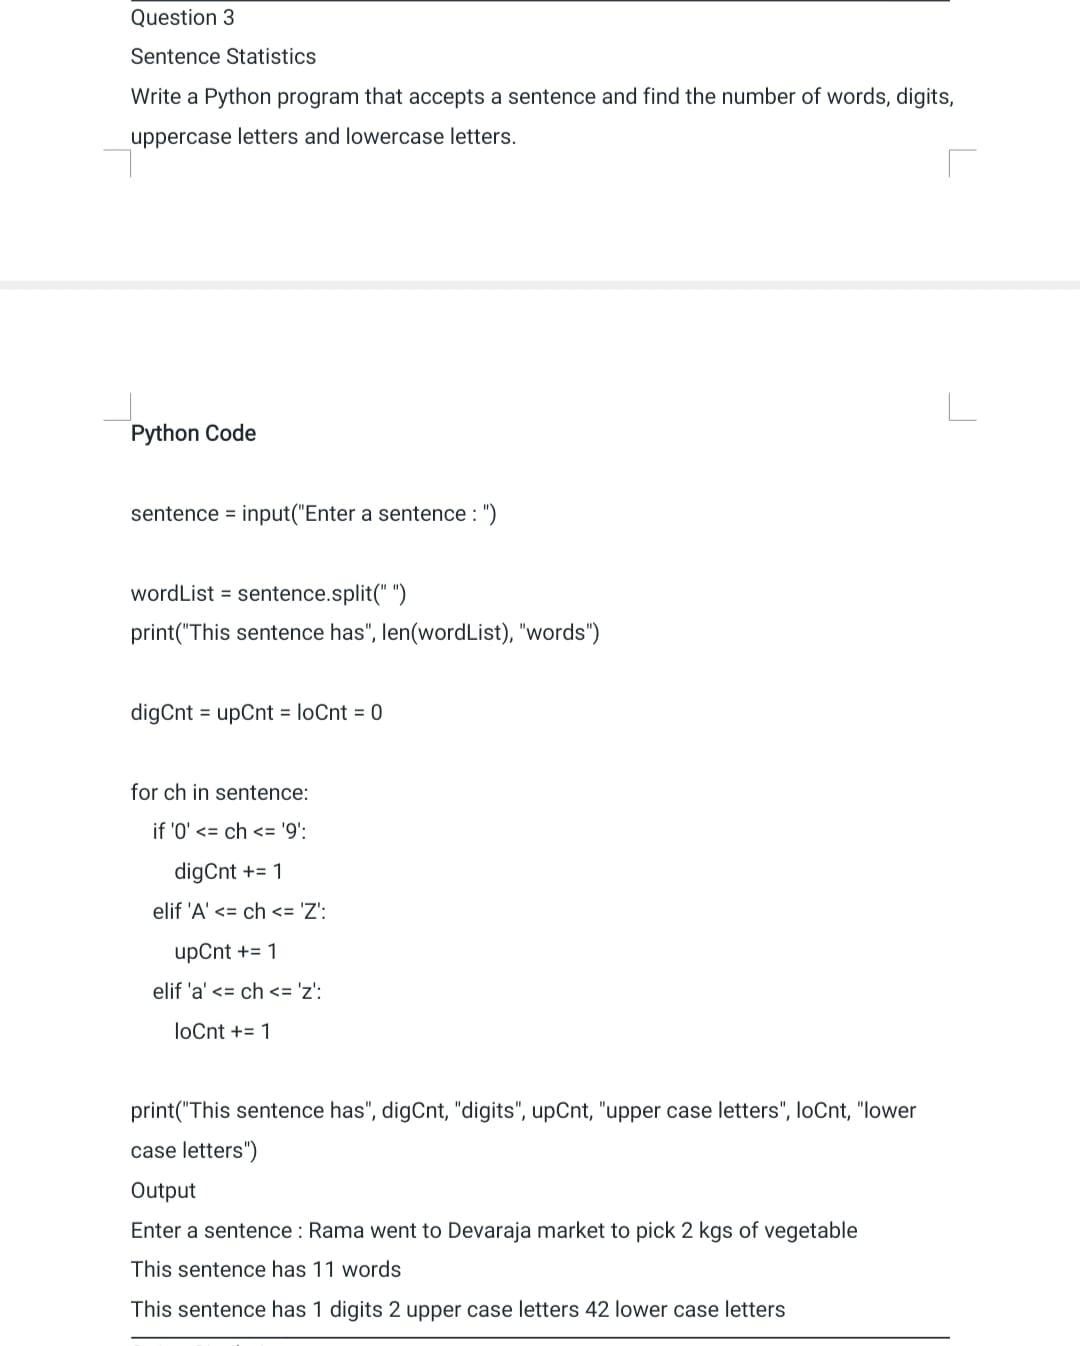 Question 3
Sentence Statistics
Write a Python program that accepts a sentence and find the number of words, digits,
uppercase letters and lowercase letters.
Python Code
sentence = input("Enter a sentence : ")
wordList = sentence.split(" ")
print("This sentence has", len(wordList), "words")
digCnt = upCnt = loCnt = 0
for ch in sentence:
if '0' <= ch <= '9':
digCnt += 1
elif 'A' <= ch <= 'Z':
upCnt += 1
elif 'a' <= ch <= 'z':
loCnt += 1
print("This sentence has", digCnt, "digits", upCnt, "upper case letters", loCnt, "lower
case letters")
Output
Enter a sentence : Rama went to Devaraja market to pick 2 kgs of vegetable
This sentence has 11 words
This sentence has 1 digits 2 upper case letters 42 lower case letters